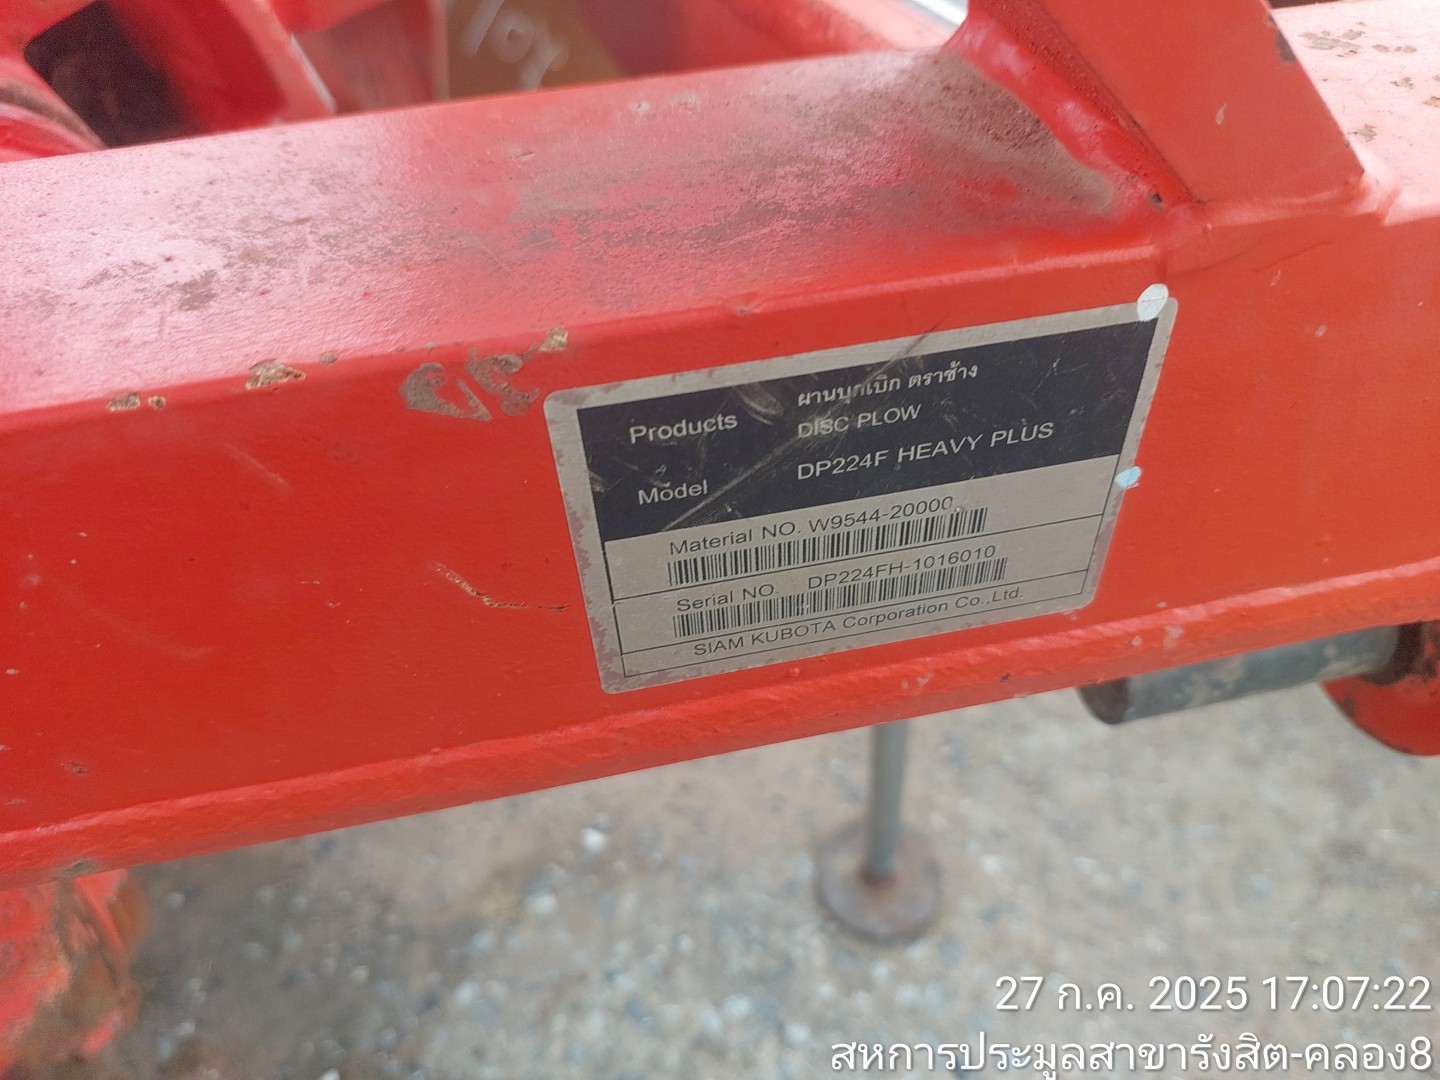 Products
ผานบุกเบิก ตราช้าง
DISC PLOW
Model
DP224F HEAVY PLUS
Material NO. W9544-20000
Serial NO. DP224FH-1016010
SIAM KUBOTA Corporation Co.,Ltd.
27 ก.ค. 2025 17:07:22
สหการประมูลสาขารังสิต-คลอง8